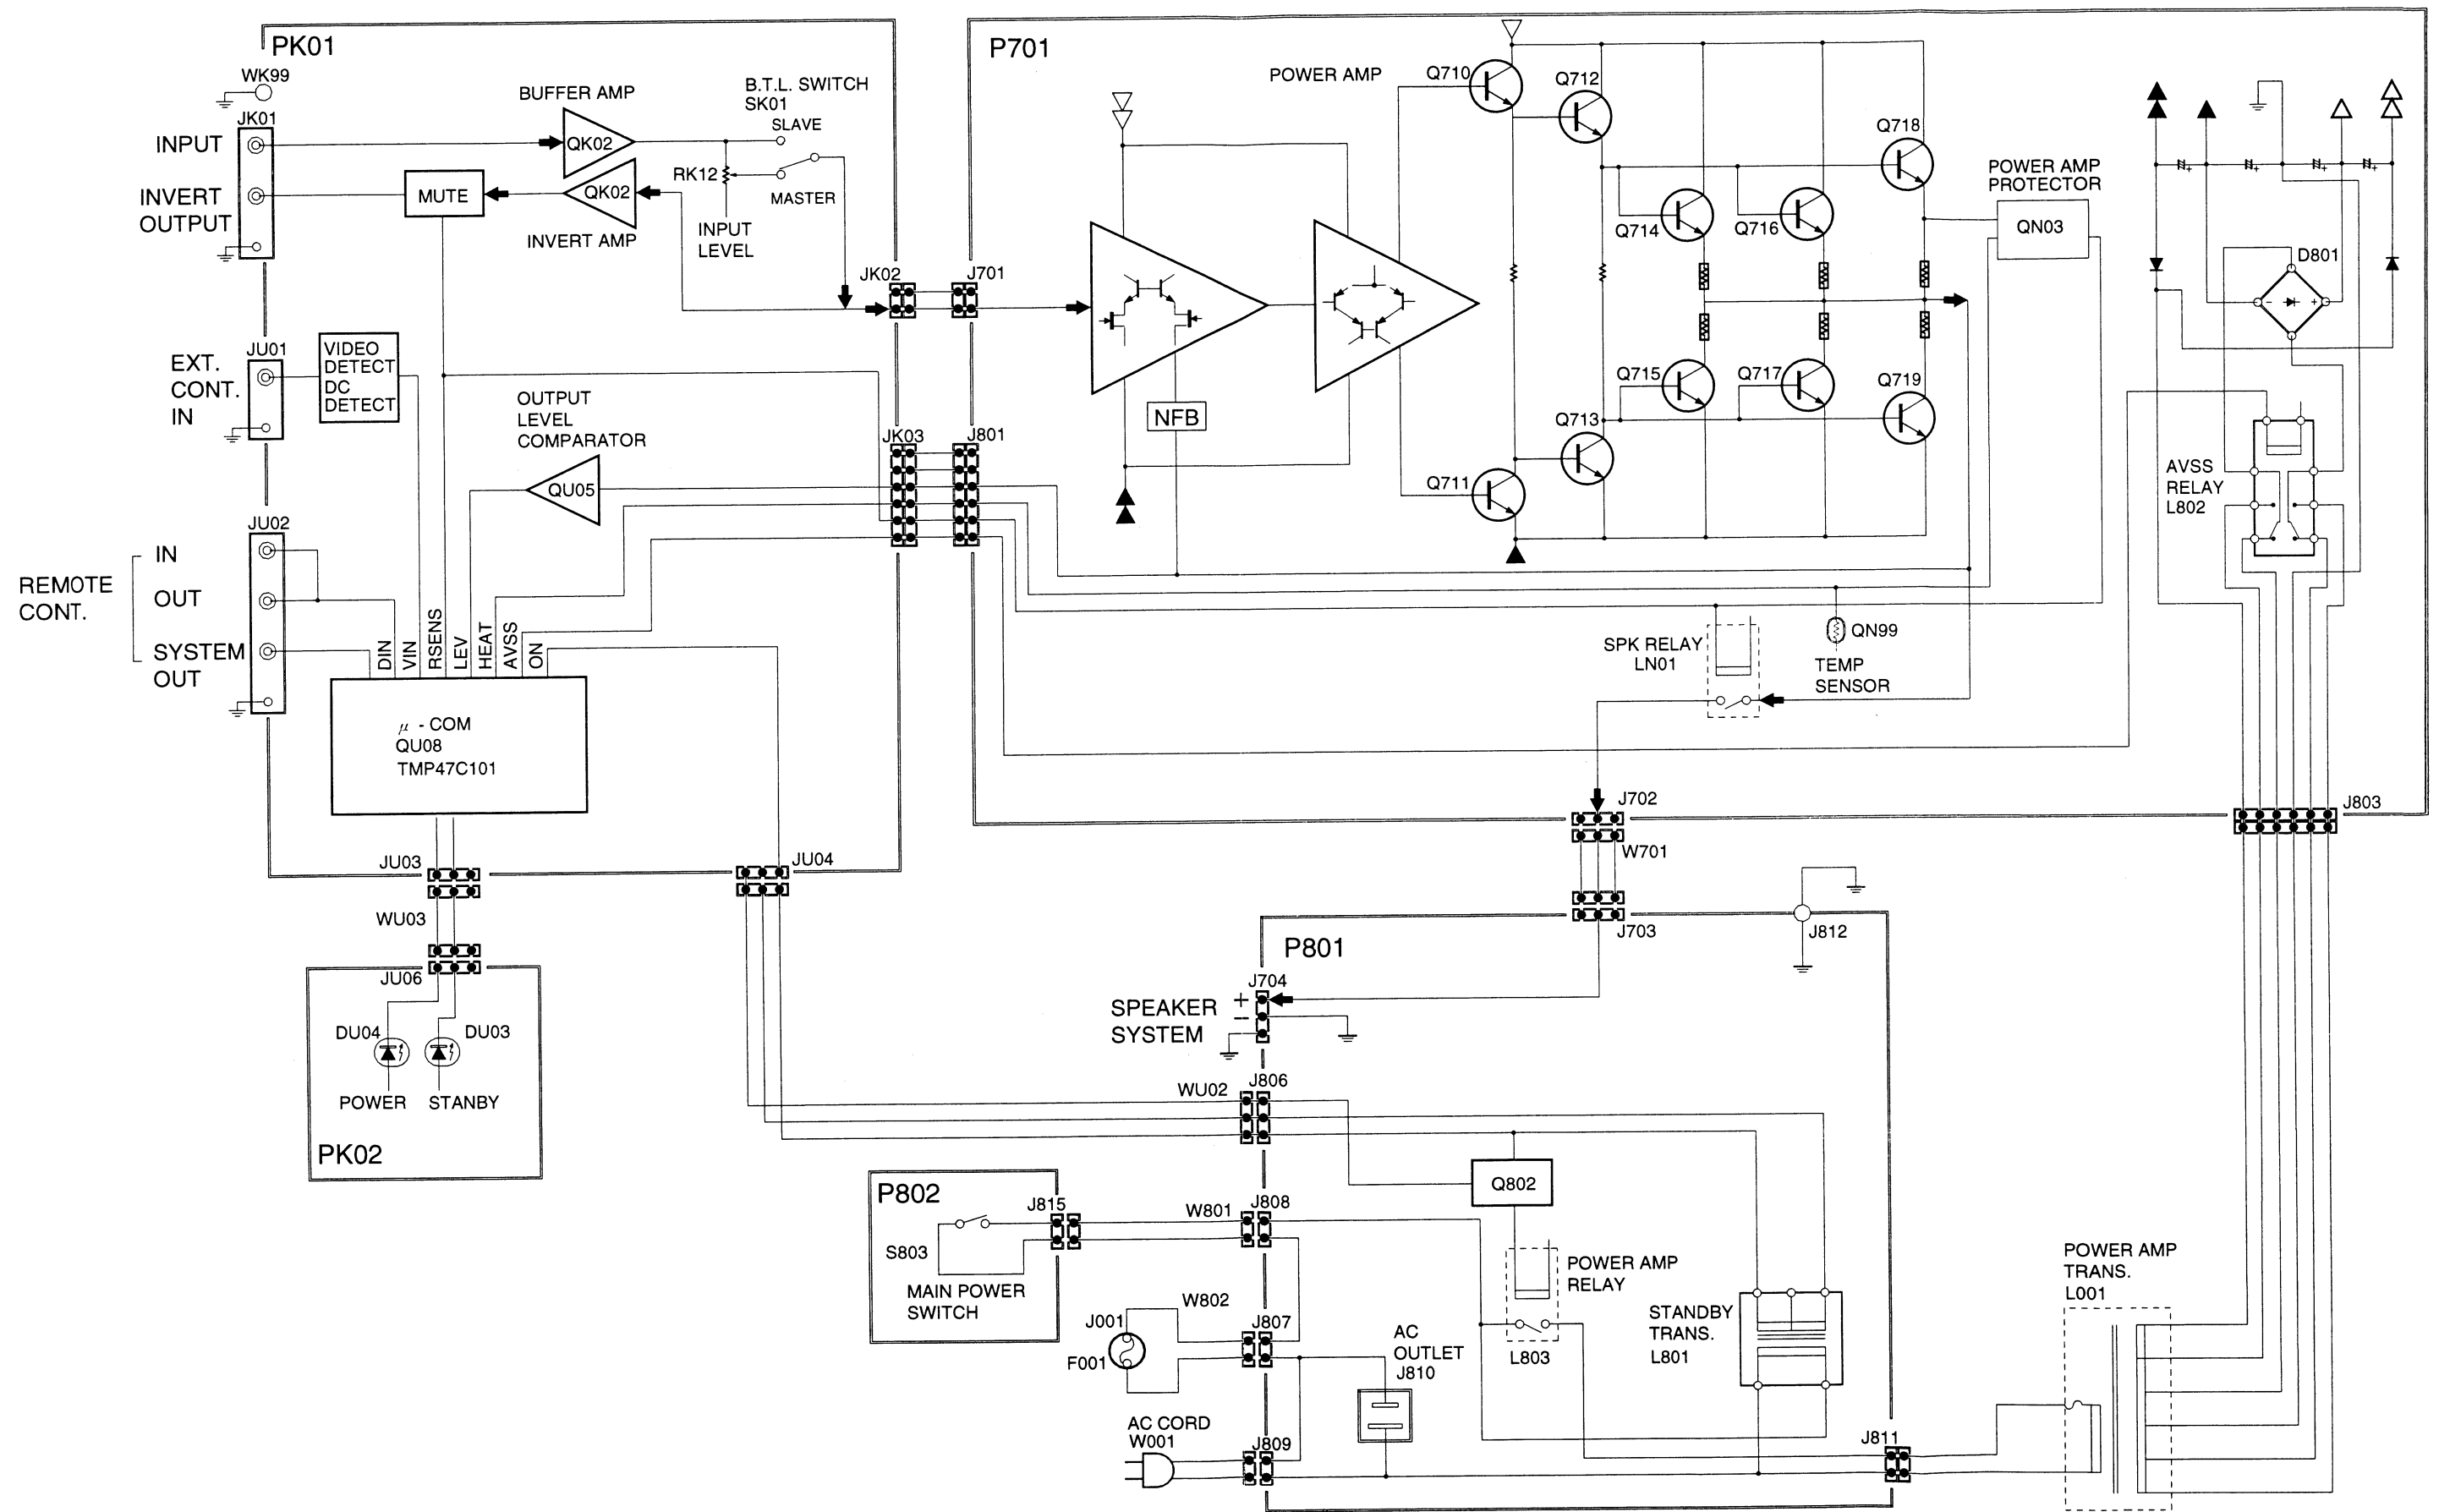 PK01
WK99
JK01
INPUT
INVERT
OUTPUT
BUFFER AMP
QK02
MUTE
QK02
INVERT AMP
B.T.L. SWITCH
SK01
SLAVE
RK12
MASTER
INPUT
LEVEL
JK02
J701
EXT.
CONT.
IN
JU01
VIDEO
DETECT
DC
DETECT
OUTPUT
LEVEL
COMPARATOR
QU05
JK03
J801
JU02
REMOTE
CONT.
IN
OUT
SYSTEM
OUT
DIN
VIN
RSENS
LEV
HEAT
AVSS
ON
μ - COM
QU08
TMP47C101
JU03
JU04
WU03
JU06
DU04
DU03
POWER
STANBY
PK02
P701
POWER AMP
NFB
Q710
Q712
Q718
Q714
Q716
Q715
Q717
Q719
Q713
Q711
POWER AMP
PROTECTOR
QN03
D801
- +
AVSS
RELAY
L802
SPK RELAY
LN01
QN99
TEMP
SENSOR
J702
W701
J703
J803
P801
J812
J704
SPEAKER
SYSTEM
+
−
WU02
J806
Q802
P802
J815
S803
MAIN POWER
SWITCH
W801
J808
W802
J807
J001
F001
AC CORD
W001
J809
AC
OUTLET
J810
POWER AMP
RELAY
L803
STANDBY
TRANS.
L801
J811
POWER AMP
TRANS.
L001